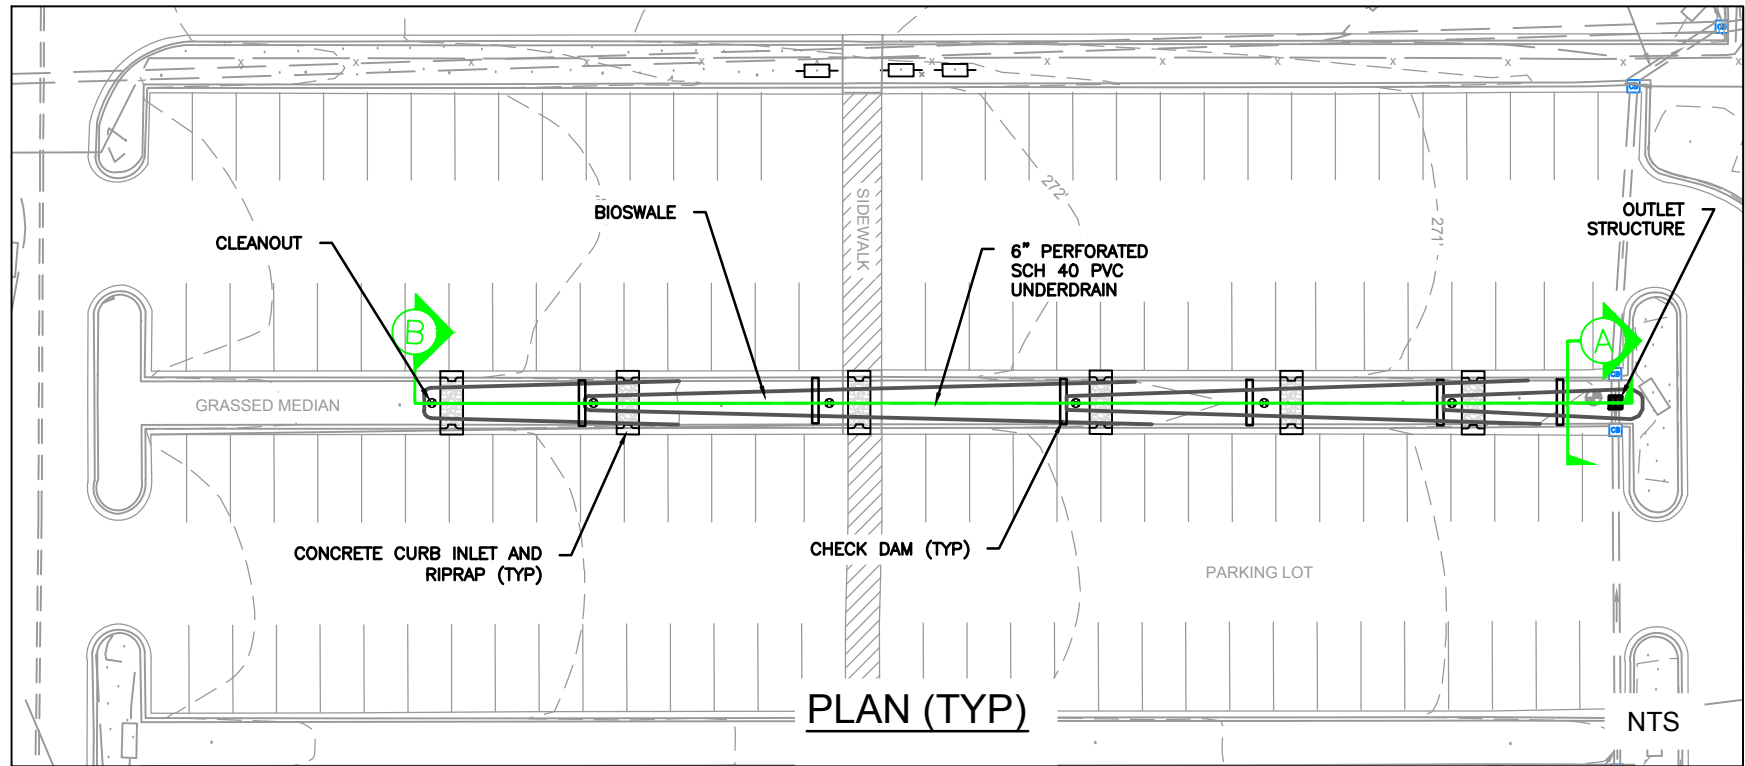 272'
SIDEWALK
BIOSWALE
OUTLET
STRUCTURE
271'
CLEANOUT
6" PERFORATED
SCH 40 PVC
UNDERDRAIN
B
A
GRASSED MEDIAN
CONCRETE CURB INLET AND
RIPRAP (TYP)
CHECK DAM (TYP)
PARKING LOT
PLAN (TYP)
NTS